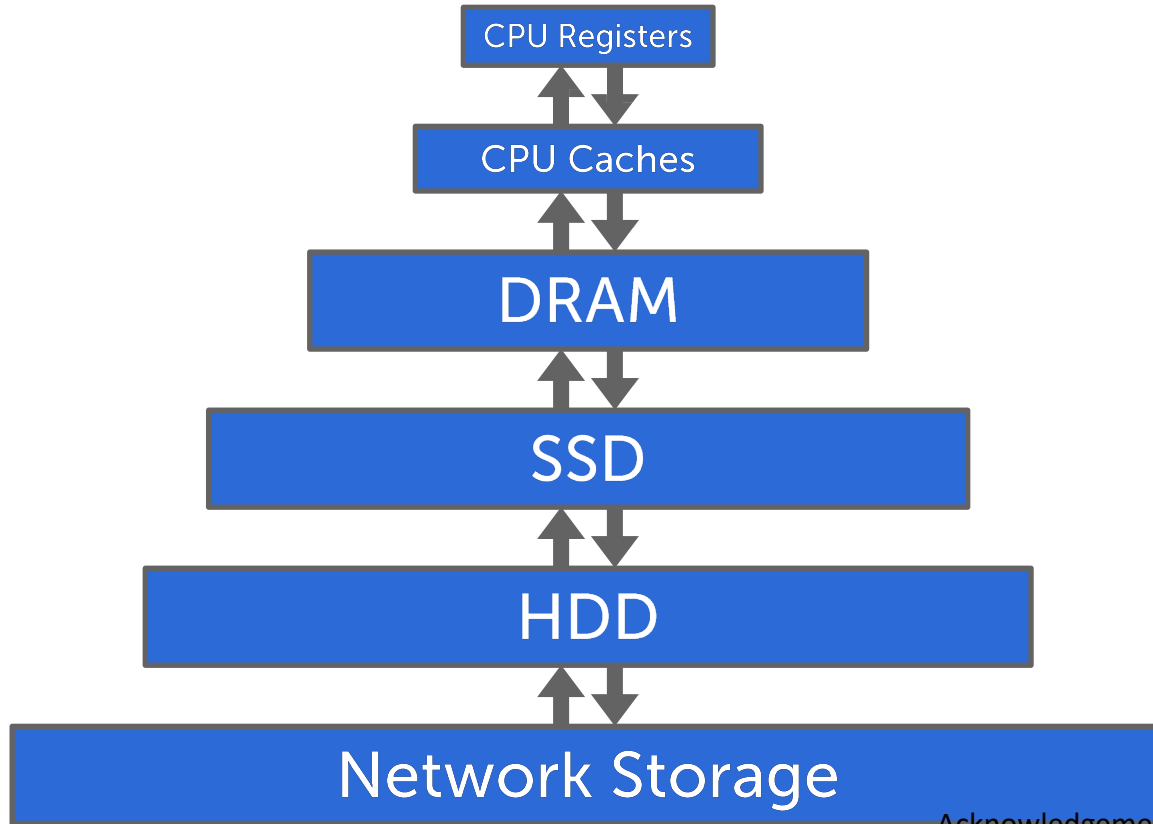 CPU Registers
CPU Caches
DRAM
SSD
HDD
Network Storage